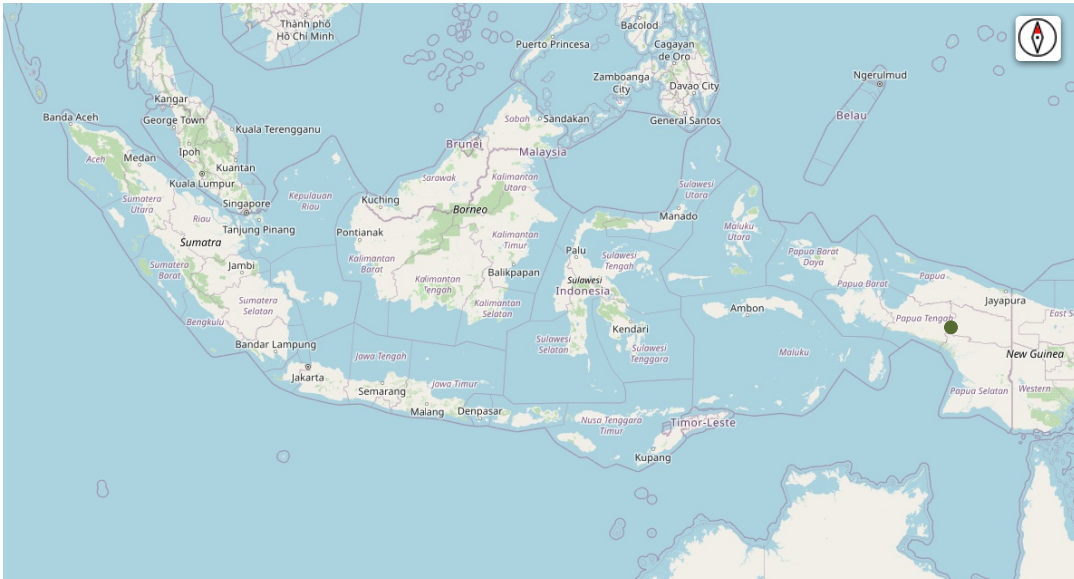 Thành phố
Hồ Chí Minh
Bacolod
Puerto Princesa
Cagayan
de Oro
Zamboanga
City
Davao City
Ngerulmud
Kangar
Banda Aceh
George Town
Kuala Terengganu
Sabah
Sandakan
General Santos
Belau
Ipoh
Brunei
Malaysia
Aceh
Medan
Kuantan
Kuala Lumpur
Sarawak
Kalimantan
Utara
Sulawesi
Utara
Sumatera
Utara
Singapore
Kepulauan
Riau
Kuching
Borneo
Manado
Riau
Tanjung Pinang
Pontianak
Maluku
Utara
Sumatra
Kalimantan
Timur
Palu
Papua Barat
Daya
Sumatera
Barat
Jambi
Kalimantan
Barat
Balikpapan
Sulawesi
Tengah
Kalimantan
Tengah
Sulawesi
Indonesia
Papua Barat
Papua
Sumatera
Selatan
Kalimantan
Selatan
Ambon
Jayapura
Bengkulu
Papua Tengah
East S
Kendari
Bandar Lampung
Sulawesi
Selatan
Sulawesi
Tenggara
Jawa Tengah
Maluku
New Guinea
Jakarta
Semarang
Jawa Timur
Papua Selatan
Western
Malang
Denpasar
Nusa Tenggara
Timur
Timor-Leste
Kupang